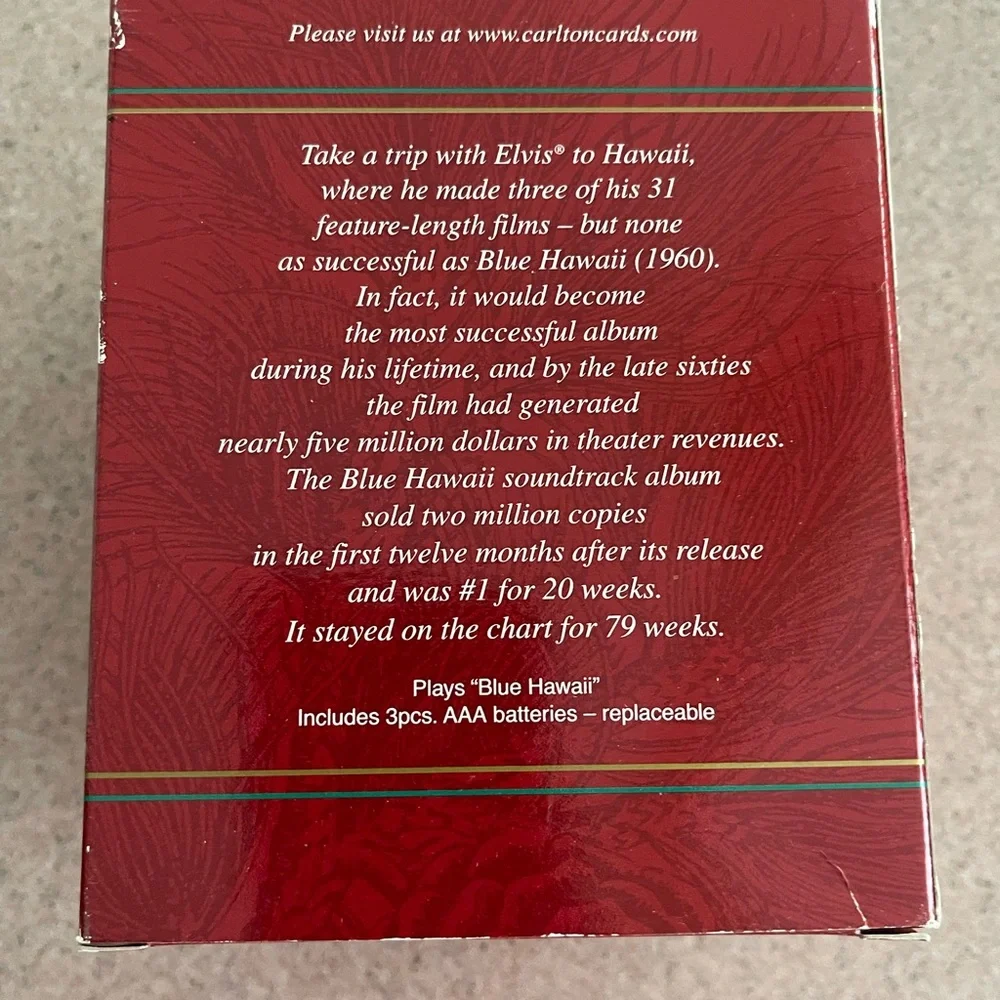 Please visit us at www.carltoncards.com
Take a trip with Elvis® to Hawaii,
where he made three of his 31
feature-length films – but none
as successful as Blue Hawaii (1960).
In fact, it would become
the most successful album
during his lifetime, and by the late sixties
the film had generated
nearly five million dollars in theater revenues.
The Blue Hawaii soundtrack album
sold two million copies
in the first twelve months after its release
and was #1 for 20 weeks.
It stayed on the chart for 79 weeks.
Plays “Blue Hawaii”
Includes 3pcs. AAA batteries – replaceable